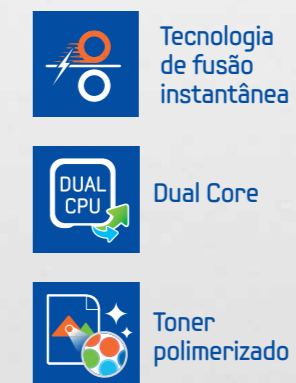 Tecnologia
de fusão
instantânea
DUAL
CPU
Dual Core
Toner
polimerizado